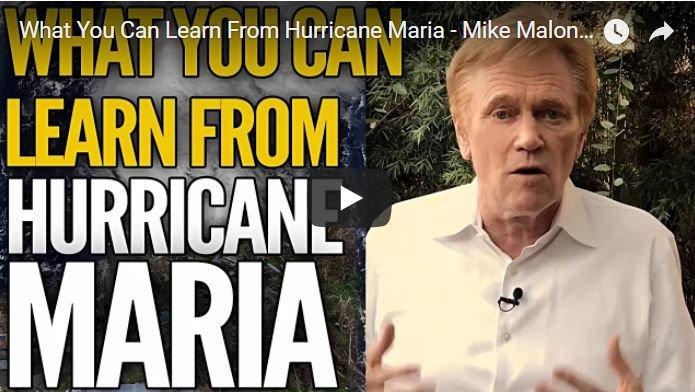 What You Can Learn From Hurricane Maria - Mike Malon...
WHAT YOU CAN
LEARN FROM
HURRICANE
MARIA